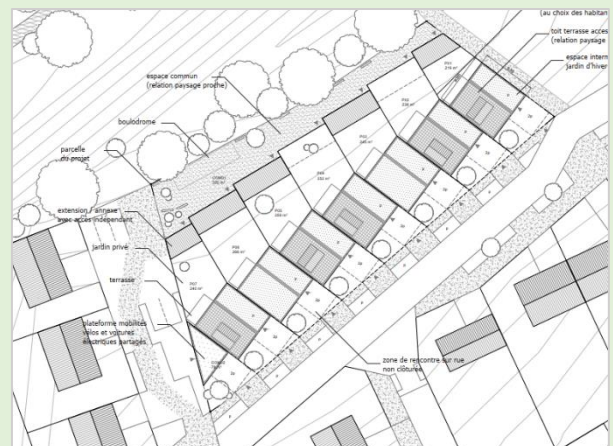 (au choix des habitan
toit terrasse acces
(relation paysage
espace intern
jardin d'hiver
espace commun
(relation paysage proche)
boulodrome
parcelle
du projet
extension / annexe
avec accès indépendant
jardin privé
terrasse
plateforme mobilités
vélos et voitures
électriques partagés
zone de rencontre sur rue
non clôturée